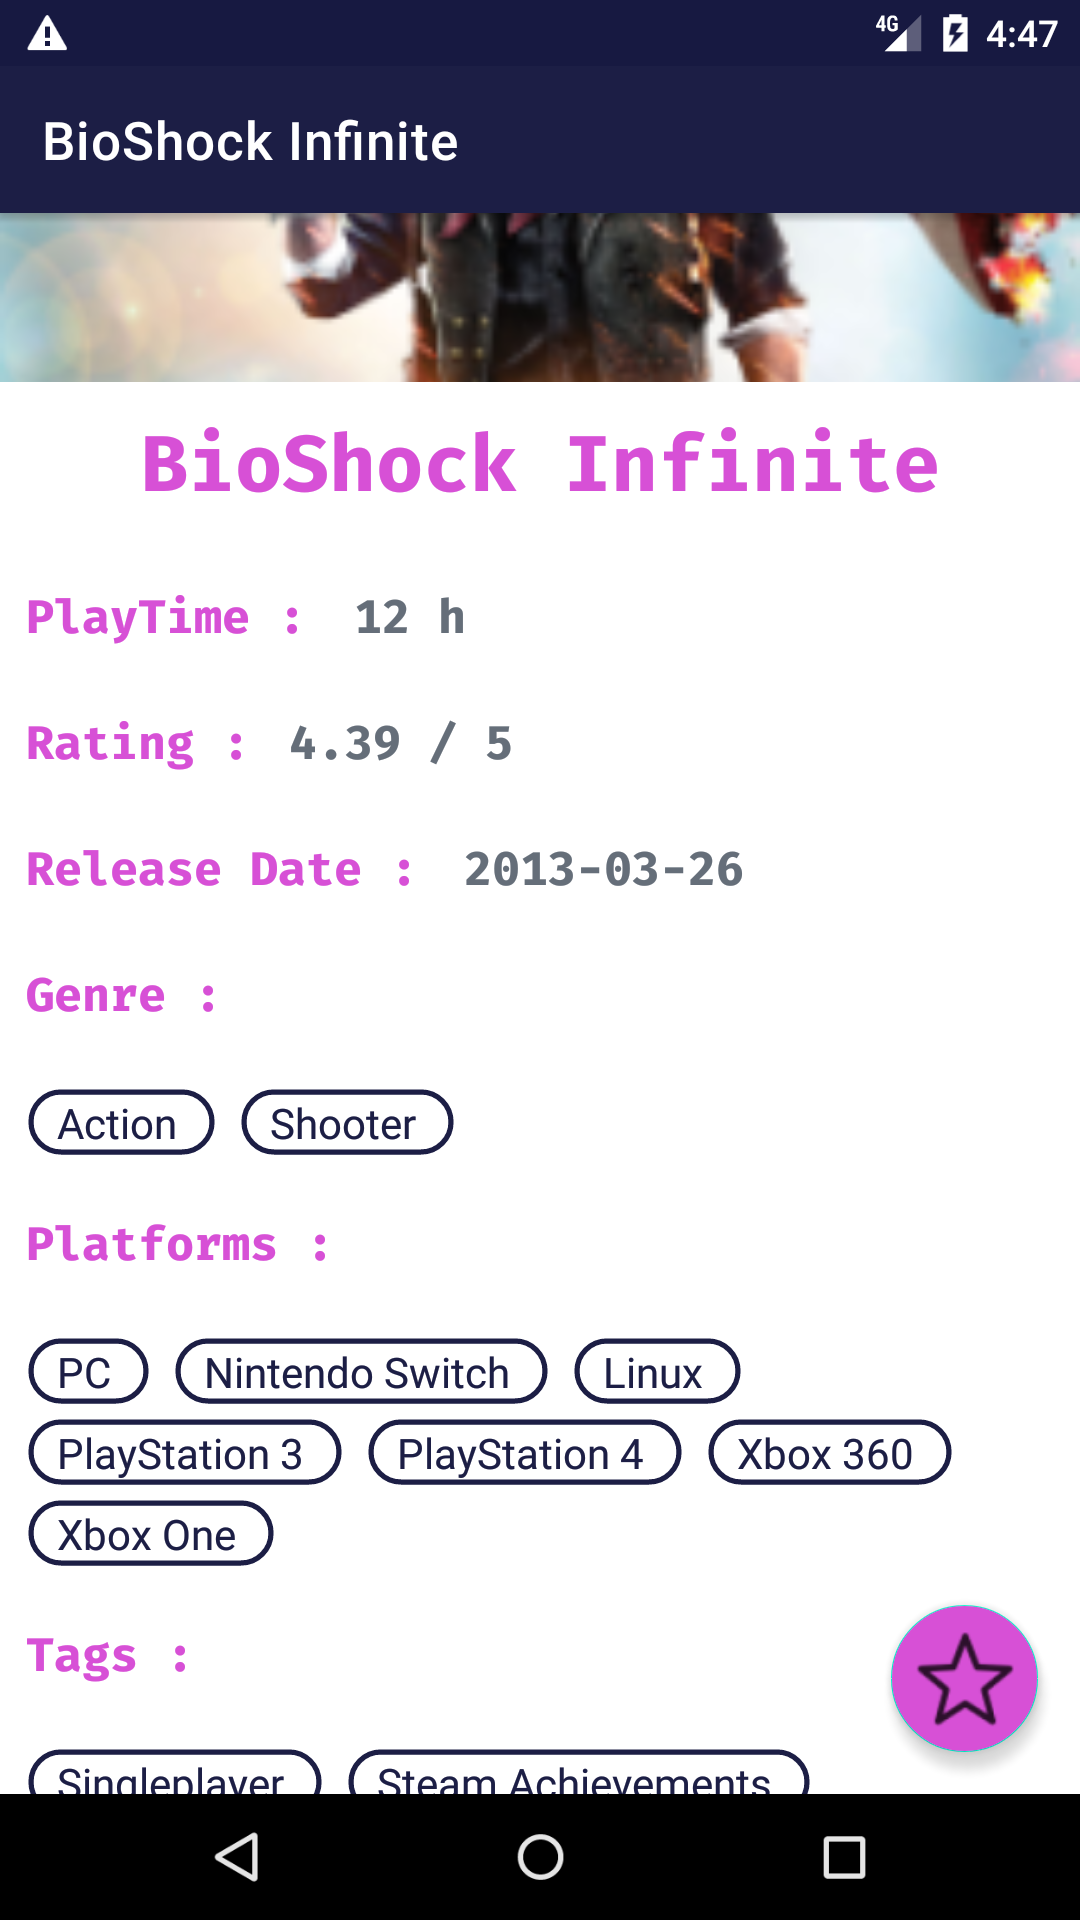 4G 4:47
BioShock Infinite
BioShock Infinite
PlayTime : 12 h
Rating : 4.39 / 5
Release Date : 2013-03-26
Genre :
Action Shooter
Platforms :
PC Nintendo Switch Linux
PlayStation 3 PlayStation 4 Xbox 360
Xbox One
Tags :
Singleplayer Steam Achievements